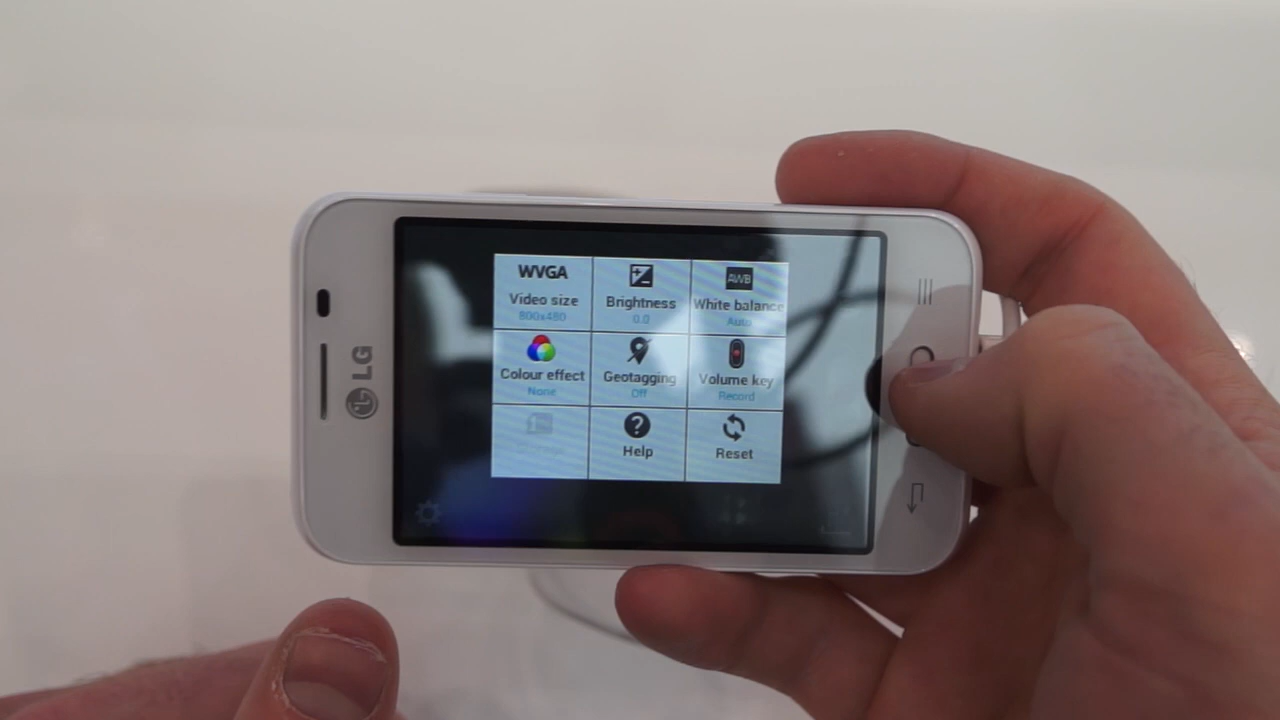 LG
WVGA
Video size
800x480
Brightness
0.0
AWB
White balance
Auto
Colour effect
None
Geotagging
Off
Volume key
Record
Help
Reset